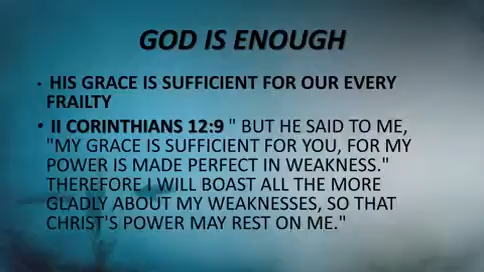 GOD IS ENOUGH
• HIS GRACE IS SUFFICIENT FOR OUR EVERY
FRAILTY
• II CORINTHIANS 12:9 " BUT HE SAID TO ME,
"MY GRACE IS SUFFICIENT FOR YOU, FOR MY
POWER IS MADE PERFECT IN WEAKNESS."
THEREFORE I WILL BOAST ALL THE MORE
GLADLY ABOUT MY WEAKNESSES, SO THAT
CHRIST'S POWER MAY REST ON ME."